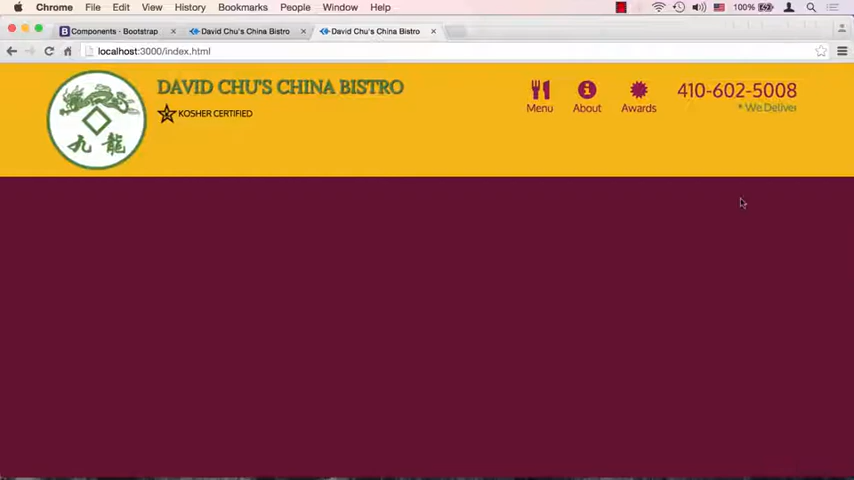 Chrome File Edit View History Bookmarks People Window Help 100%
Components · Bootstrap David Chu's China Bistro David Chu's China Bistro
localhost:3000/index.html
DAVID CHU'S CHINA BISTRO
KOSHER CERTIFIED
九 龍
Menu About Awards
410-602-5008
* We Deliver